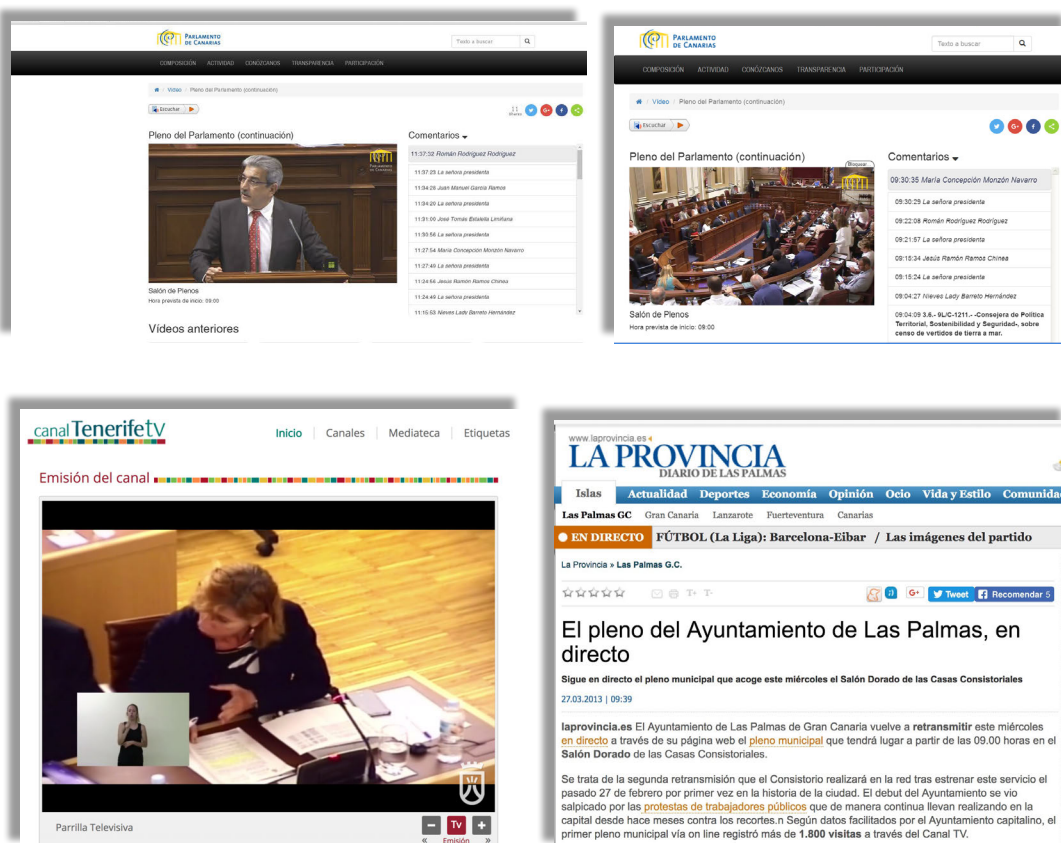 PARLAMENTO
DE CANARIAS
Texto a buscar
COMPOSICIÓN ACTIVIDAD CONÓZCANOS TRANSPARENCIA PARTICIPACIÓN
/ Vídeo / Pleno del Parlamento (continuación)
Escuchar
11
Shares
Pleno del Parlamento (continuación)
Comentarios
PARLAMENTO
DE CANARIAS
11:37:32 Román Rodríguez Rodríguez
11:37:23 La señora presidenta
11:34:28 Juan Manuel García Ramos
11:34:20 La señora presidenta
11:31:00 José Tomás Estalella Limiñana
11:30:56 La señora presidenta
11:27:54 María Concepción Monzón Navarro
11:27:49 La señora presidenta
11:24:56 Jesús Ramón Ramos Chinea
11:24:49 La señora presidenta
11:15:53 Nieves Lady Barreto Hernández
Salón de Plenos
Hora prevista de inicio: 09:00
Vídeos anteriores
PARLAMENTO
DE CANARIAS
Texto a buscar
COMPOSICIÓN ACTIVIDAD CONÓZCANOS TRANSPARENCIA PARTICIPACIÓN
/ Vídeo / Pleno del Parlamento (continuación)
Escuchar
Pleno del Parlamento (continuación)
Bloquear
Comentarios
09:30:35 María Concepción Monzón Navarro
09:30:29 La señora presidenta
09:22:08 Román Rodríguez Rodríguez
09:21:57 La señora presidenta
09:15:34 Jesús Ramón Ramos Chinea
09:15:24 La señora presidenta
09:04:27 Nieves Lady Barreto Hernández
09:04:09 3.6.- 9L/C-1211.- -Consejera de Política
Territorial, Sostenibilidad y Seguridad-, sobre
censo de vertidos de tierra a mar.
Salón de Plenos
Hora prevista de inicio: 09:00
canal Tenerifetv
Inicio Canales Mediateca Etiquetas
Emisión del canal
Parrilla Televisiva
− Tv +
« Emisión »
www.laprovincia.es
LA PROVINCIA
DIARIO DE LAS PALMAS
Islas Actualidad Deportes Economía Opinión Ocio Vida y Estilo Comunida
Las Palmas GC Gran Canaria Lanzarote Fuerteventura Canarias
EN DIRECTO FÚTBOL (La Liga): Barcelona-Eibar / Las imágenes del partido
La Provincia » Las Palmas G.C.
T+ T-
G+ Tweet Recomendar 5
El pleno del Ayuntamiento de Las Palmas, en
directo
Sigue en directo el pleno municipal que acoge este miércoles el Salón Dorado de las Casas Consistoriales
27.03.2013 | 09:39
laprovincia.es El Ayuntamiento de Las Palmas de Gran Canaria vuelve a retransmitir este miércoles
en directo a través de su página web el pleno municipal que tendrá lugar a partir de las 09.00 horas en el
Salón Dorado de las Casas Consistoriales.
Se trata de la segunda retransmisión que el Consistorio realizará en la red tras estrenar este servicio el
pasado 27 de febrero por primer vez en la historia de la ciudad. El debut del Ayuntamiento se vio
salpicado por las protestas de trabajadores públicos que de manera continua llevan realizando en la
capital desde hace meses contra los recortes.n Según datos facilitados por el Ayuntamiento capitalino, el
primer pleno municipal vía on line registró más de 1.800 visitas a través del Canal TV.